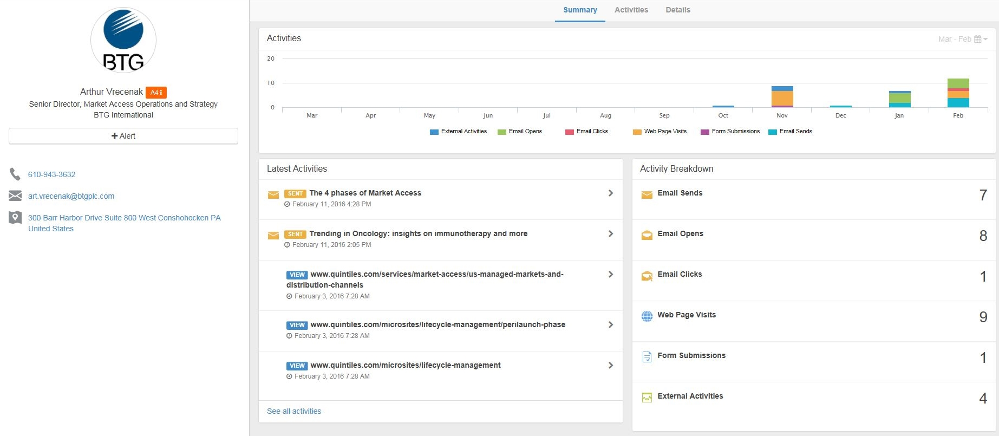 BTG
Arthur Vrecenak A4 i
Senior Director, Market Access Operations and Strategy
BTG International
+ Alert
610-943-3632
art.vrecenak@btgplc.com
300 Barr Harbor Drive Suite 800 West Conshohocken PA
United States
Summary Activities Details
Activities
Mar - Feb
20
10
0
Mar Apr May Jun Jul Aug Sep Oct Nov Dec Jan Feb
External Activities Email Opens Email Clicks Web Page Visits Form Submissions Email Sends
Latest Activities
SENT The 4 phases of Market Access
February 11, 2016 4:28 PM
SENT Trending in Oncology: insights on immunotherapy and more
February 11, 2016 2:05 PM
VIEW www.quintiles.com/services/market-access/us-managed-markets-and-
distribution-channels
February 3, 2016 7:28 AM
VIEW www.quintiles.com/microsites/lifecycle-management/perilaunch-phase
February 3, 2016 7:28 AM
VIEW www.quintiles.com/microsites/lifecycle-management
February 3, 2016 7:28 AM
See all activities
Activity Breakdown
Email Sends 7
Email Opens 8
Email Clicks 1
Web Page Visits 9
Form Submissions 1
External Activities 4